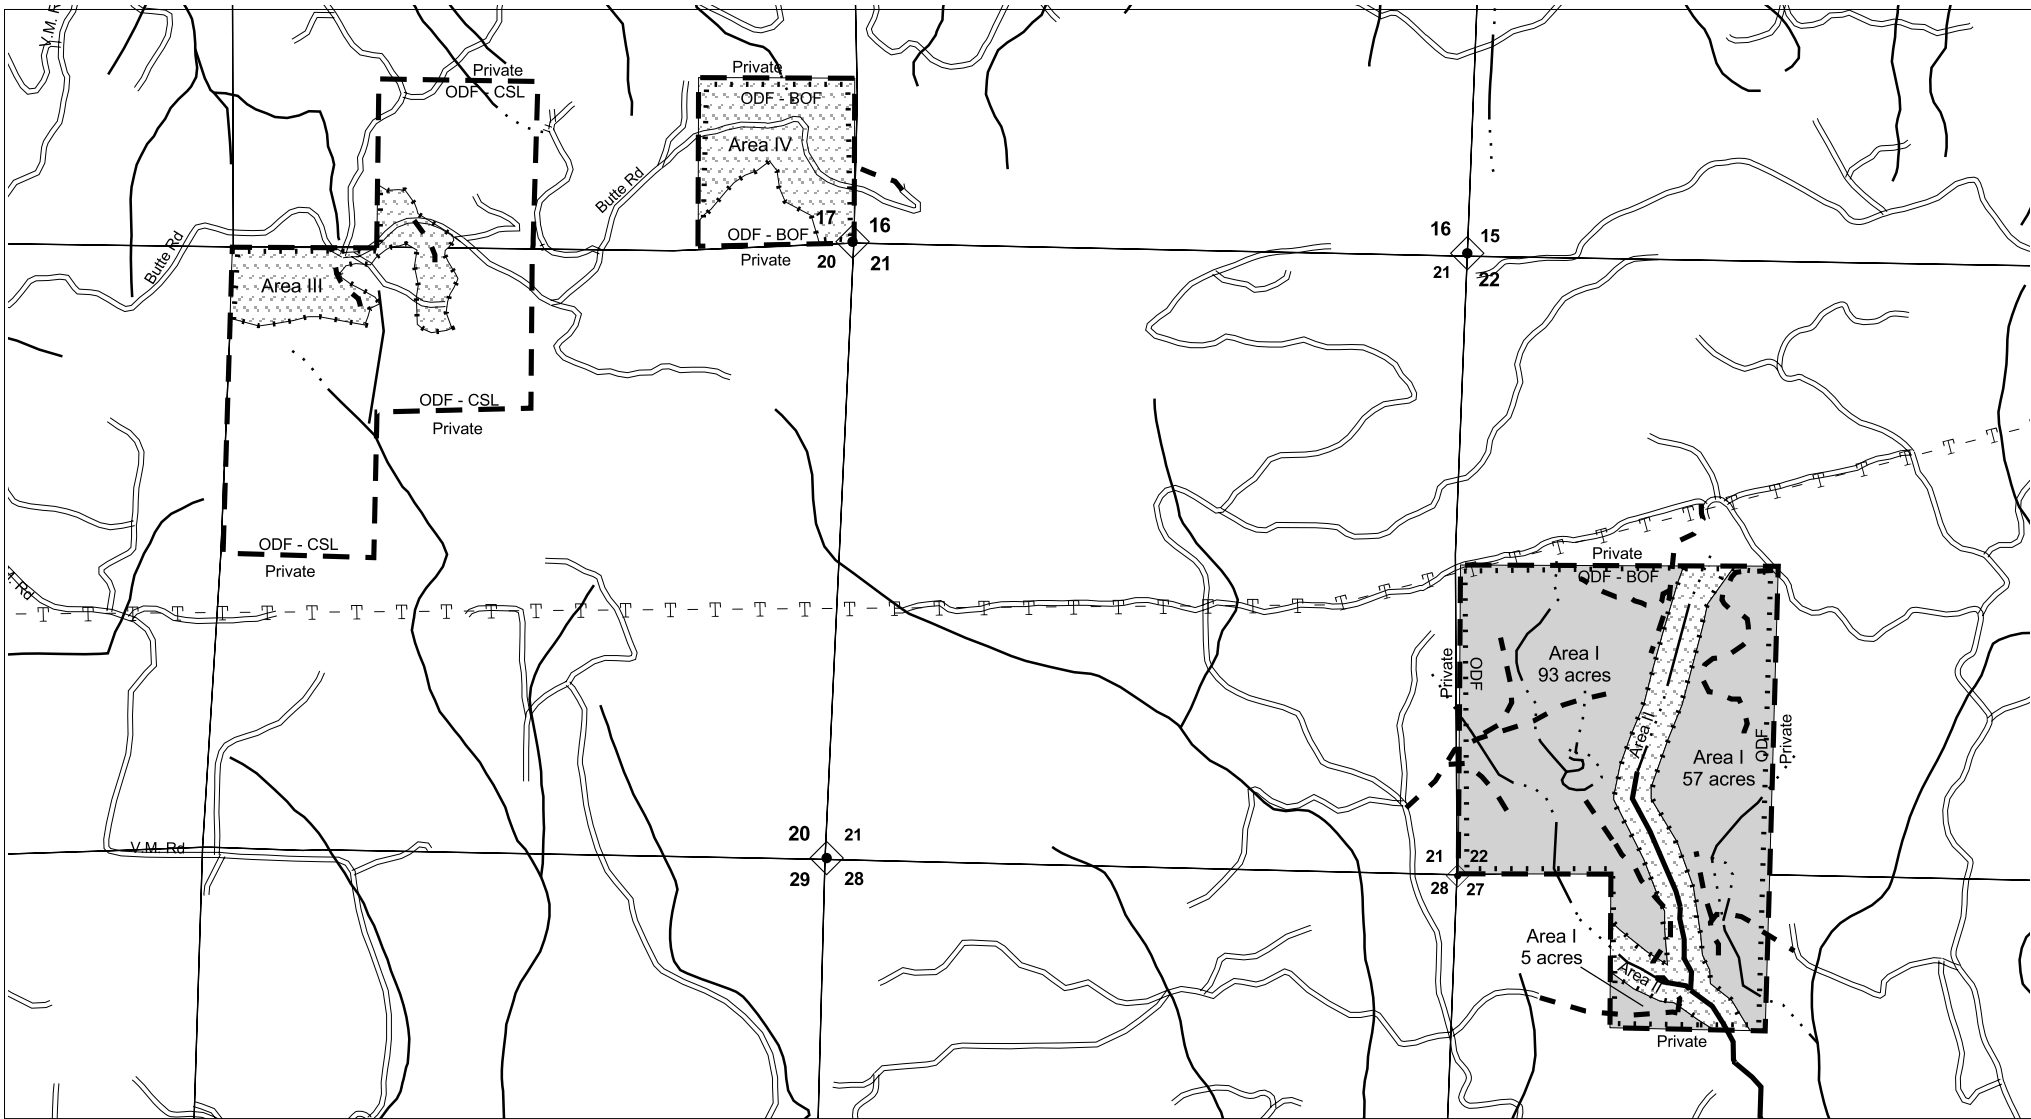 V.M. R
Private
ODF - CSL
Private
ODF - BOF
Area IV
Butte Rd
17
16
ODF - BOF
Private
20
21
16
15
21
22
Butte Rd
Area III
ODF - CSL
Private
ODF - CSL
Private
Rd
T T T T T T T T T T T T T T T T T T T T T T T T T T T T T T T T T T T T T T T T T T T T T
Private
ODF - BOF
Private
ODF
Area I
93 acres
Area II
Area I
57 acres
ODF
Private
V.M. Rd
20
21
29
28
21
22
28
27
Area I
5 acres
Area II
Private